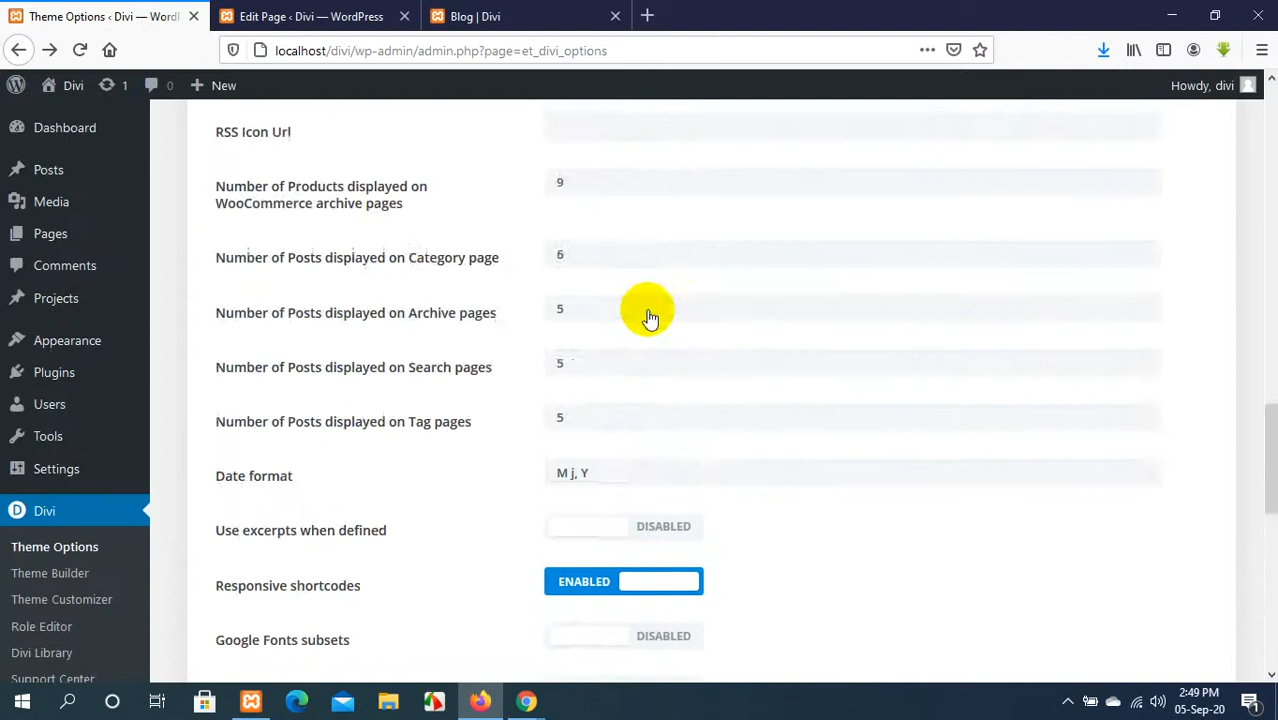 Theme Options ‹ Divi — WordP
Edit Page ‹ Divi — WordPress
Blog | Divi
localhost/divi/wp-admin/admin.php?page=et_divi_options
Divi
1
0
New
Howdy, divi
Dashboard
Posts
Media
Pages
Comments
Projects
Appearance
Plugins
Users
Tools
Settings
Divi
Theme Options
Theme Builder
Theme Customizer
Role Editor
Divi Library
Support Center
RSS Icon Url
Number of Products displayed on
WooCommerce archive pages
9
Number of Posts displayed on Category page
6
Number of Posts displayed on Archive pages
5
Number of Posts displayed on Search pages
5
Number of Posts displayed on Tag pages
5
Date format
M j, Y
Use excerpts when defined
DISABLED
Responsive shortcodes
ENABLED
Google Fonts subsets
DISABLED
2:49 PM
05-Sep-20